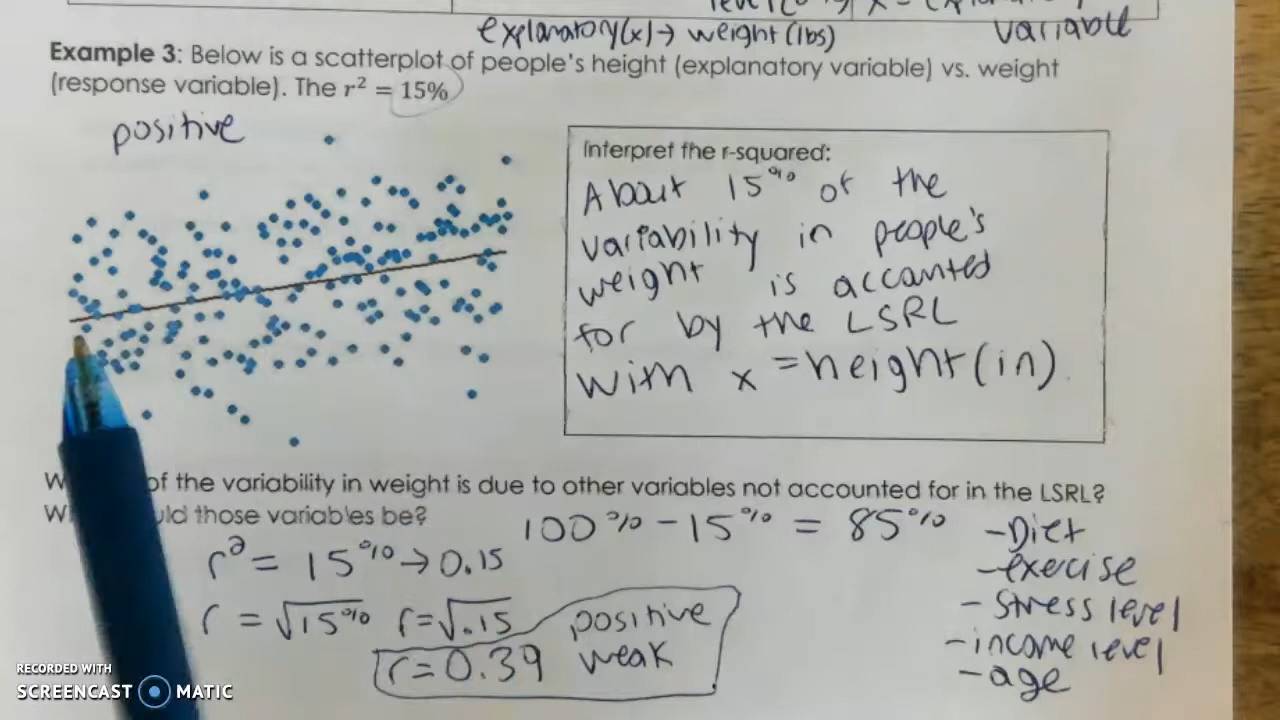 explanatory(x)→ weight(lbs)
variable
Example 3: Below is a scatterplot of people's height (explanatory variable) vs. weight
(response variable). The r² = 15%
positive
Interpret the r-squared:
About 15% of the
variability in people's
weight is accounted
for by the LSRL
with x = height(in)
of the variability in weight is due to other variables not accounted for in the LSRL?
those variables be?
100% - 15% = 85%
-Diet
-exercise
-stress level
-income level
-age
r² = 15% → 0.15
r = √15% r=√.15
r=0.39
positive
weak
RECORDED WITH
SCREENCAST MATIC